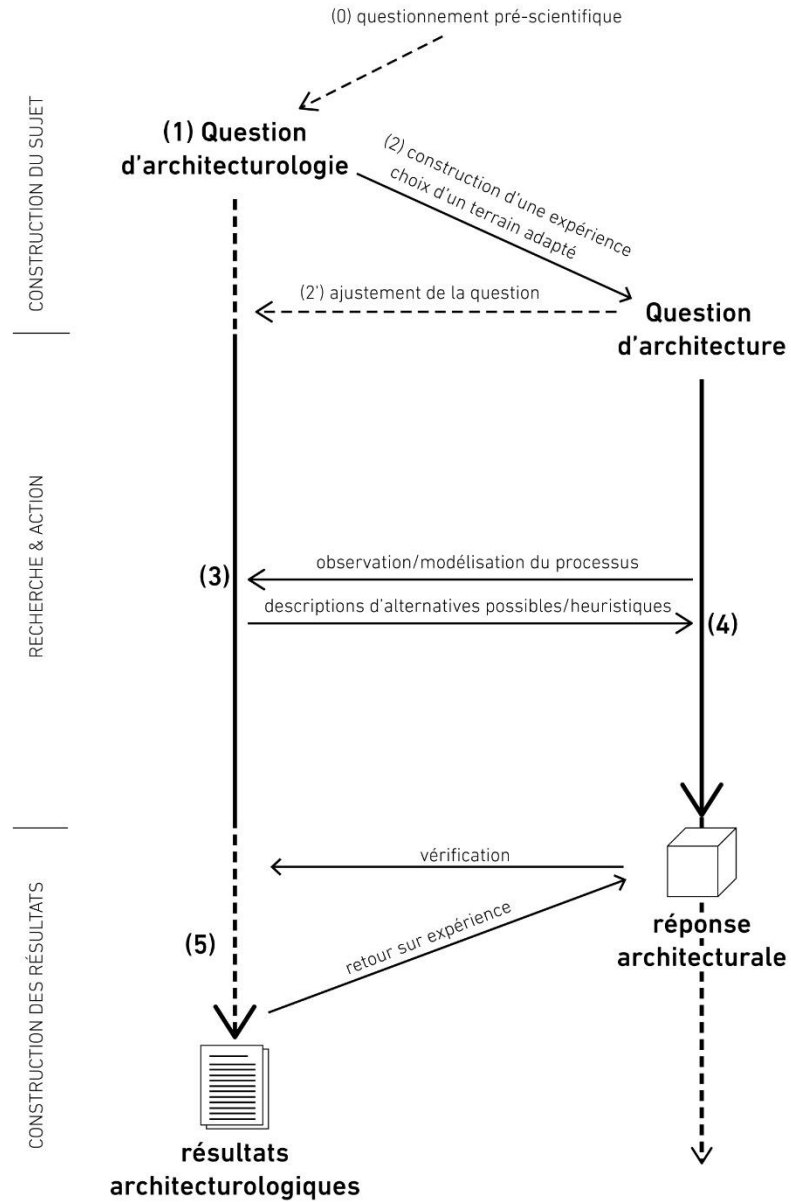 (0) questionnement pré-scientifique
CONSTRUCTION DU SUJET
(1) Question
d'architecturologie
(2) construction d'une expérience
choix d'un terrain adapté
(2') ajustement de la question
Question
d'architecture
RECHERCHE & ACTION
(3)
observation/modélisation du processus
descriptions d'alternatives possibles/heuristiques
(4)
CONSTRUCTION DES RÉSULTATS
vérification
(5)
retour sur expérience
réponse
architecturale
résultats
architecturologiques